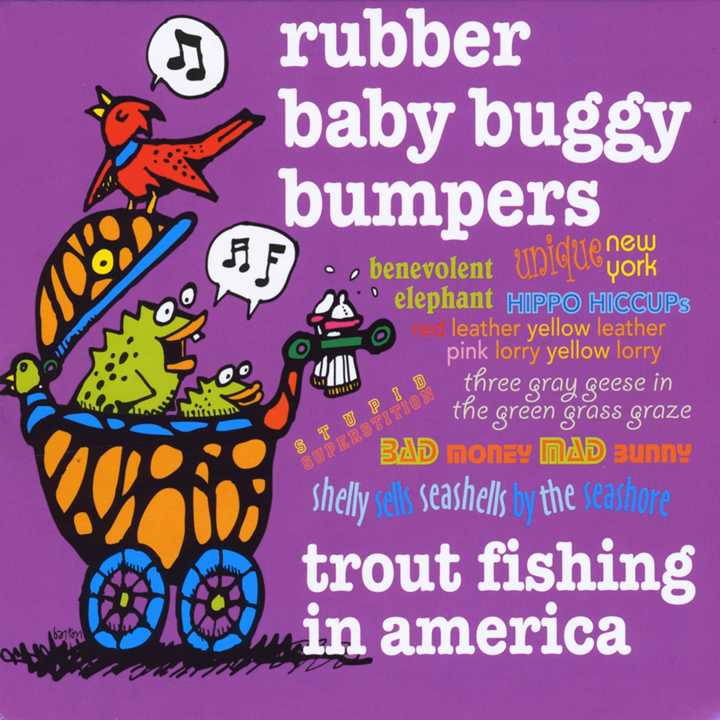 rubber
baby buggy
bumpers
benevolent
elephant
unique new
york
HIPPO HICCUPs
red leather yellow leather
pink lorry yellow lorry
three gray geese in
the green grass graze
STUPID
SUPERSTITION
BAD MONEY MAD BUNNY
shelly sells seashells by the seashore
trout fishing
in america
barton